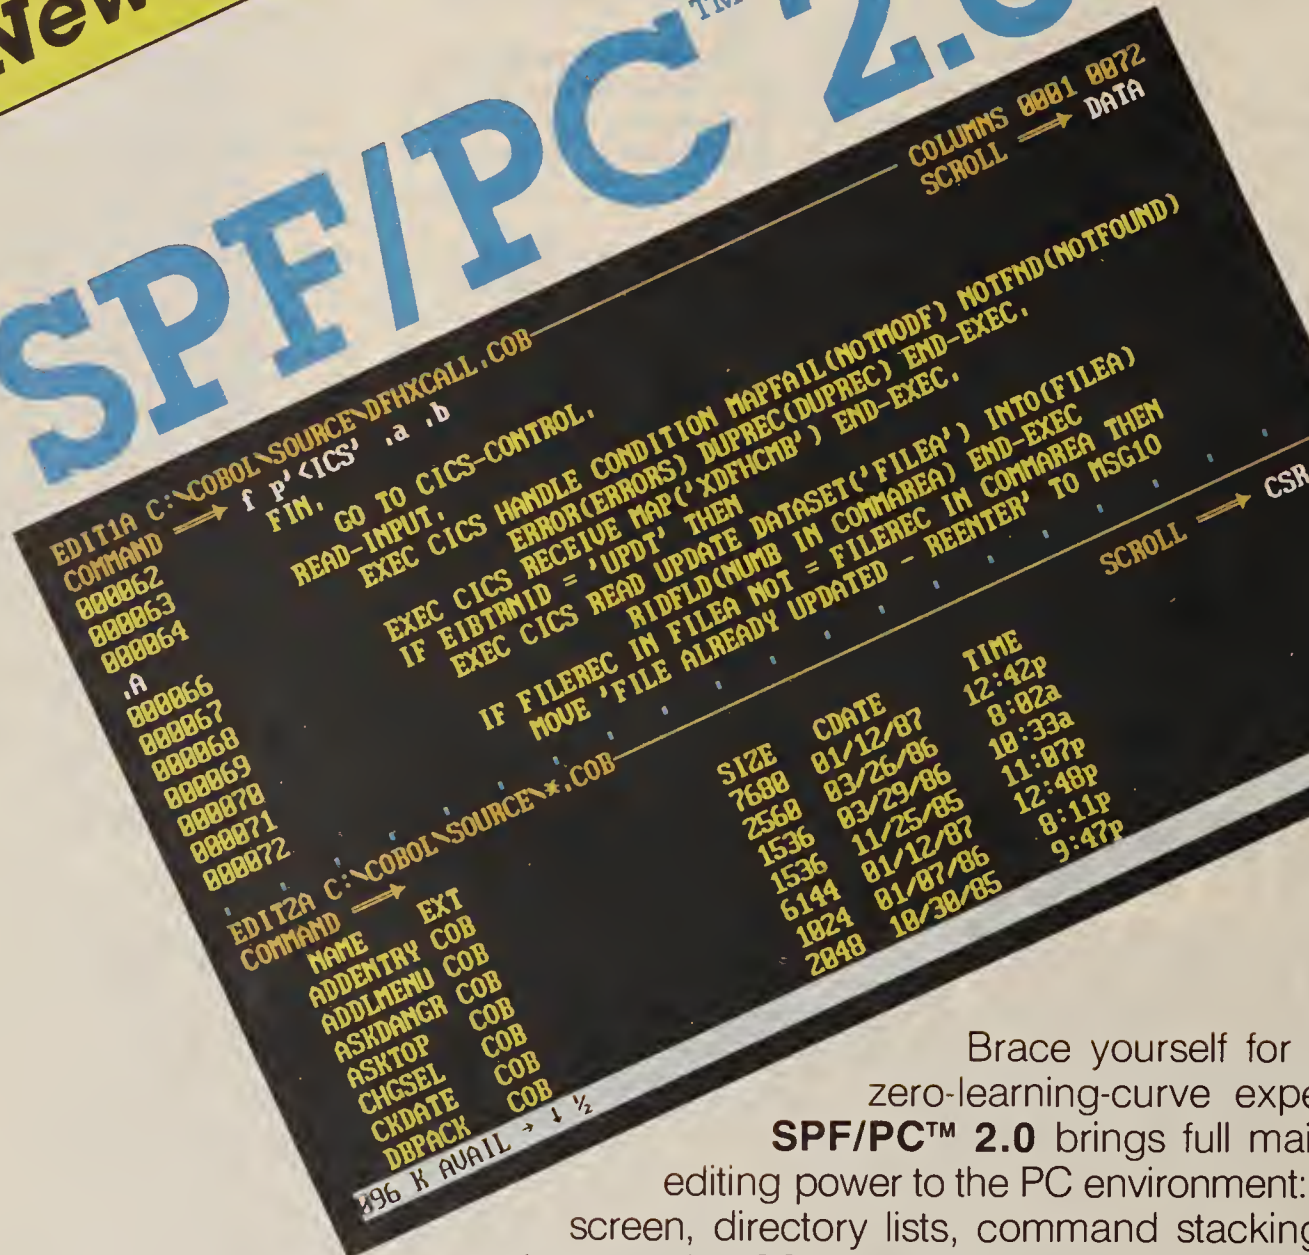 New
SPF/PC™ 2.0
EDIT1A C:\COBOL\SOURCE\DFHXCALL.COB COLUMNS 0001 0072
COMMAND ⟹ f p'<ICS' .a .b SCROLL ⟹ DATA
000062 FIN.
000063 GO TO CICS-CONTROL.
000064 READ-INPUT.
.A EXEC CICS HANDLE CONDITION MAPFAIL(NOTMODF) NOTFND(NOTFOUND)
000066 ERROR(ERRORS) DUPREC(DUPREC) END-EXEC.
000067 EXEC CICS RECEIVE MAP('XDFHCMB') END-EXEC.
000068 IF EIBTRNID = 'UPDT' THEN
000069 EXEC CICS READ UPDATE DATASET('FILEA') INTO(FILEA)
000070 RIDFLD(NUMB IN COMMAREA) END-EXEC
000071 IF FILEREC IN FILEA NOT = FILEREC IN COMMAREA THEN
000072 MOVE 'FILE ALREADY UPDATED - REENTER' TO MSG10
EDIT2A C:\COBOL\SOURCE\*.COB
COMMAND ⟹ SCROLL ⟹ CSR
NAME EXT SIZE CDATE TIME
ADDENTRY COB 7680 01/12/87 12:42p
ADDLMENU COB 2560 03/26/86 8:02a
ASKDANGR COB 1536 03/29/86 10:33a
ASKTOP COB 1536 11/25/85 11:07p
CHGSEL COB 6144 01/12/87 12:48p
CKDATE COB 1024 01/07/86 8:11p
DBPACK COB 2048 10/30/85 9:47p
096 K AVAIL → ↓ ½
Brace yourself for
zero-learning-curve
SPF/PC™ 2.0 brings full
editing power to the PC environment:
screen, directory lists, command stacking